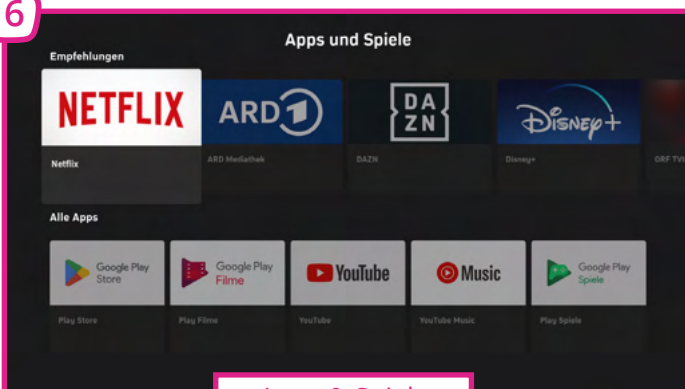 6
Apps und Spiele
Empfehlungen
NETFLIX ARD 1 DAZN Disney+
Netflix ARD Mediathek DAZN Disney+ ORF
Alle Apps
Google Play Store Google Play Filme YouTube Music Google Play Spiele
Play Store Play Filme YouTube YouTube Music Play Spiele